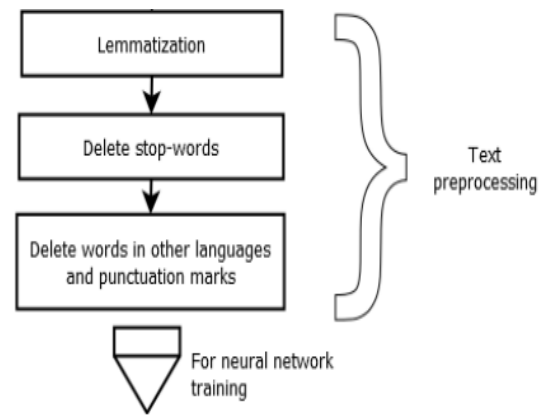 Lemmatization
Delete stop-words
Delete words in other languages
and punctuation marks
Text
preprocessing
For neural network
training